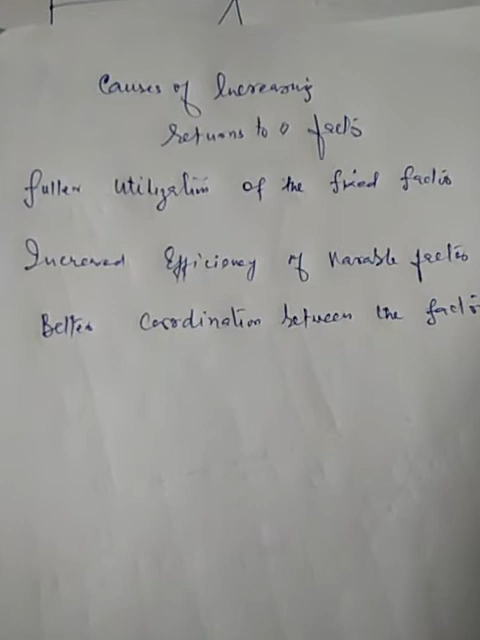 Causes of Increasing
returns to a factor
fuller utilization of the fixed factor
Increased Efficiency of Variable factor
Better Coordination between the factor